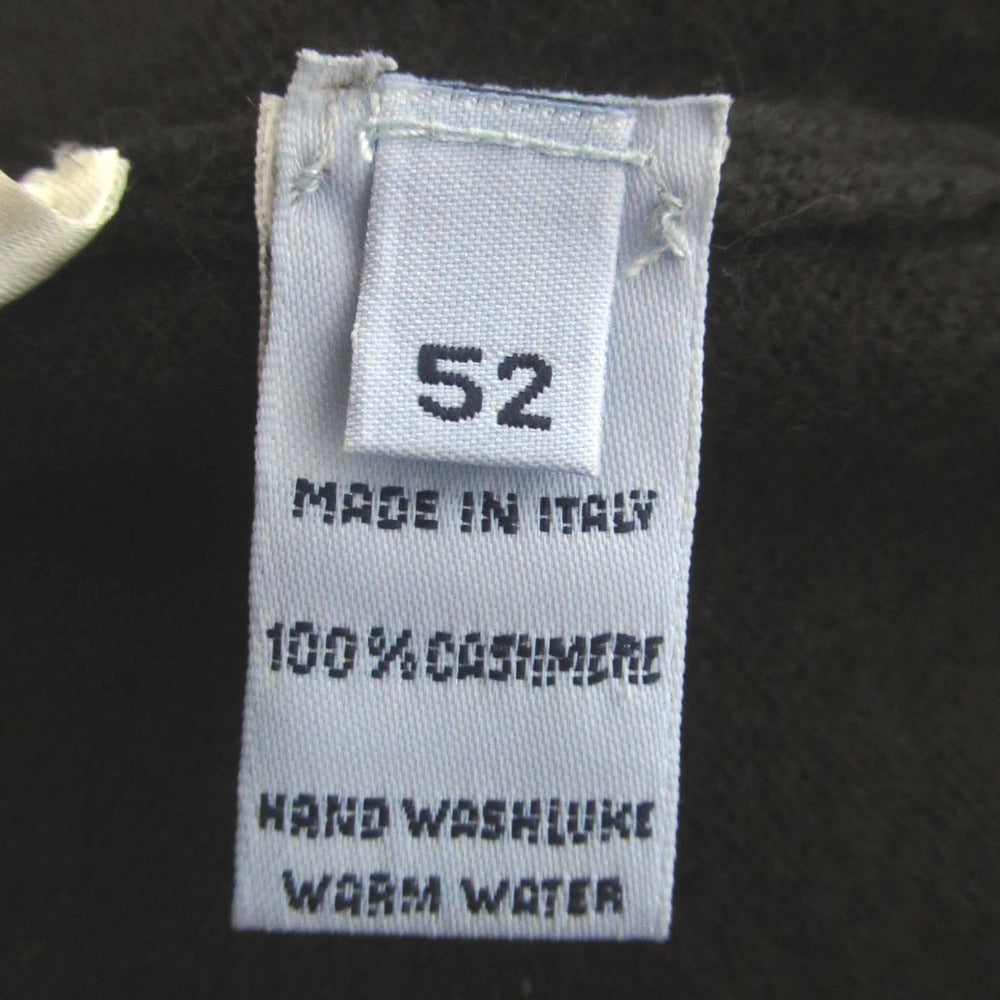 52
MADE IN ITALY
100%CASHMERE
HAND WASHLUKE
WARM WATER